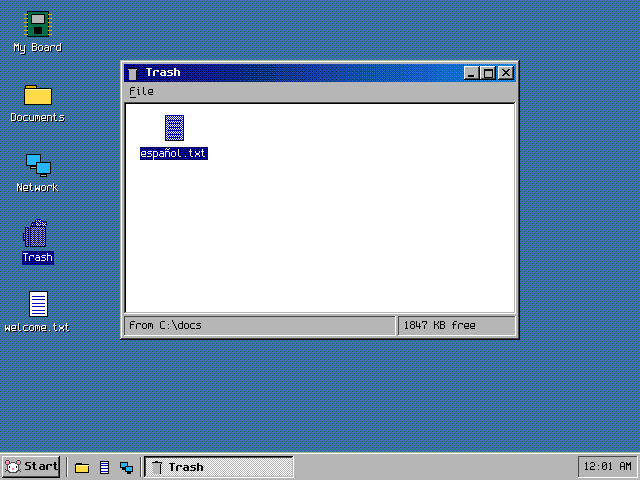 My Board
Documents
Network
Trash
welcome.txt
Trash
File
español.txt
From C:\docs
1847 KB free
Start
Trash
12:01 AM